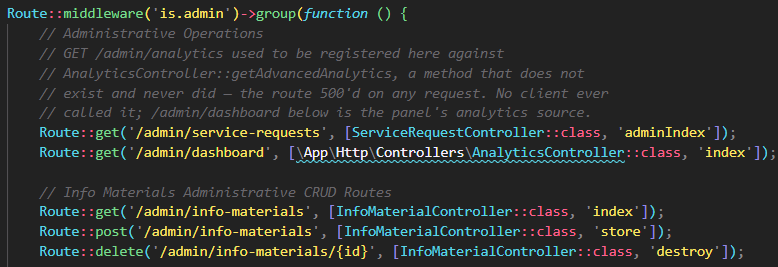 Route::middleware('is.admin')->group(function () {
// Administrative Operations
// GET /admin/analytics used to be registered here against
// AnalyticsController::getAdvancedAnalytics, a method that does not
// exist and never did — the route 500'd on any request. No client ever
// called it; /admin/dashboard below is the panel's analytics source.
Route::get('/admin/service-requests', [ServiceRequestController::class, 'adminIndex']);
Route::get('/admin/dashboard', [\App\Http\Controllers\AnalyticsController::class, 'index']);
// Info Materials Administrative CRUD Routes
Route::get('/admin/info-materials', [InfoMaterialController::class, 'index']);
Route::post('/admin/info-materials', [InfoMaterialController::class, 'store']);
Route::delete('/admin/info-materials/{id}', [InfoMaterialController::class, 'destroy']);